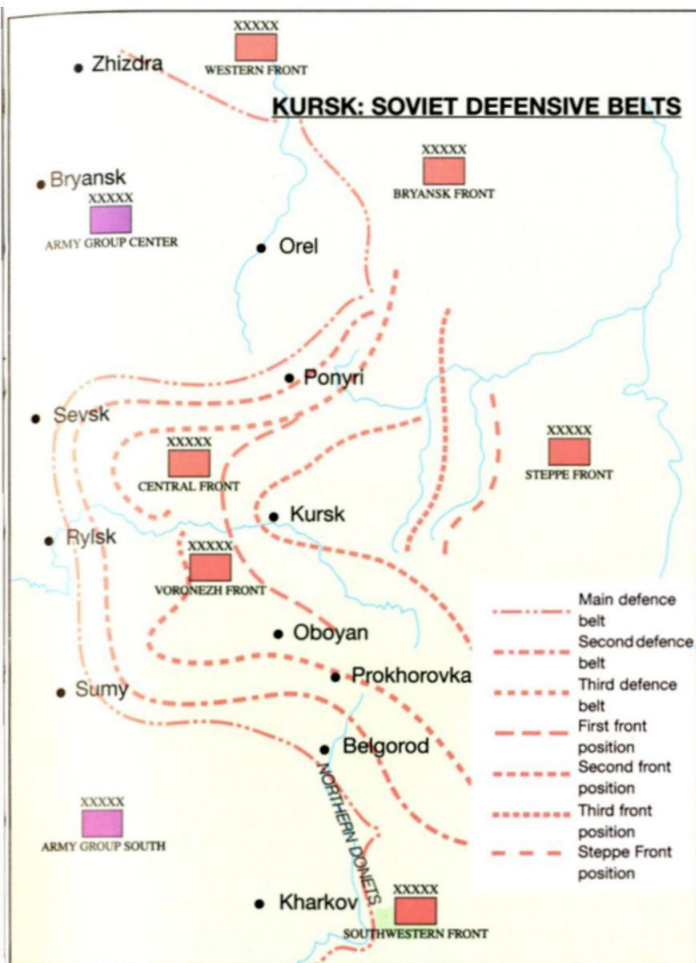 XXXXX
WESTERN FRONT
Zhizdra
KURSK: SOVIET DEFENSIVE BELTS
XXXXX
BRYANSK FRONT
Bryansk
XXXXX
ARMY GROUP CENTER
Orel
Ponyri
Sevsk
XXXXX
CENTRAL FRONT
XXXXX
STEPPE FRONT
Kursk
Rylsk
XXXXX
VORONEZH FRONT
Oboyan
Prokhorovka
Sumy
Belgorod
NORTHERN DONETS
XXXXX
ARMY GROUP SOUTH
Kharkov
XXXXX
SOUTHWESTERN FRONT
Main defence
belt
Second defence
belt
Third defence
belt
First front
position
Second front
position
Third front
position
Steppe Front
position